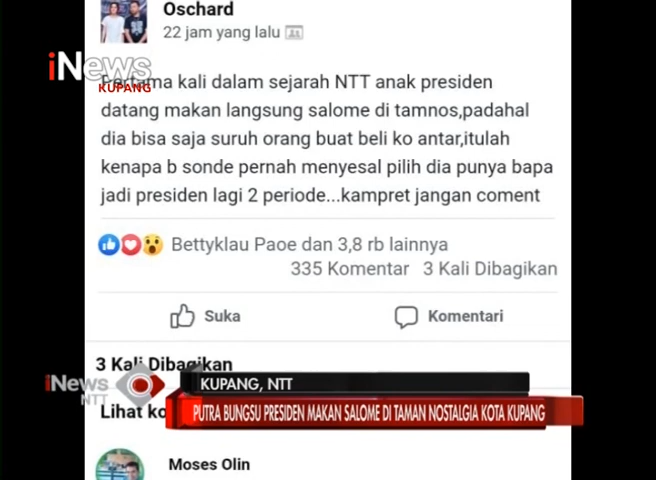 Oschard
22 jam yang lalu
iNews
KUPANG
Pertama kali dalam sejarah NTT anak presiden
datang makan langsung salome di tamnos,padahal
dia bisa saja suruh orang buat beli ko antar,itulah
kenapa b sonde pernah menyesal pilih dia punya bapa
jadi presiden lagi 2 periode...kampret jangan coment
Bettyklau Paoe dan 3,8 rb lainnya
335 Komentar 3 Kali Dibagikan
Suka Komentari
3 Kali Dibagikan
iNews
NTT
KUPANG, NTT
Lihat ko
PUTRA BUNGSU PRESIDEN MAKAN SALOME DI TAMAN NOSTALGIA KOTA KUPANG
Moses Olin